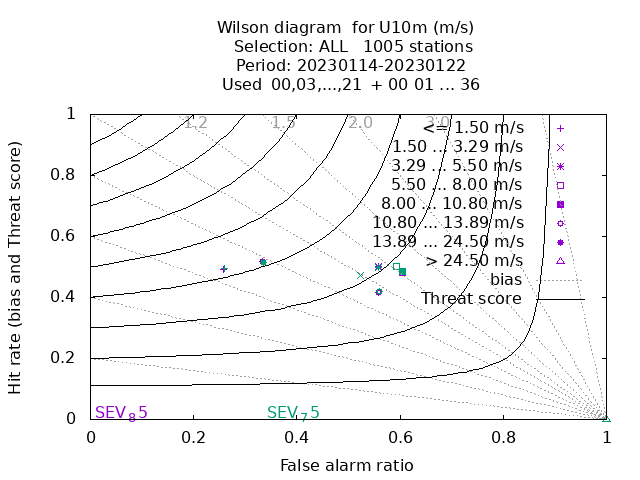 Wilson diagram for U10m (m/s)
Selection: ALL 1005 stations
Period: 20230114-20230122
Used 00,03,...,21 + 00 01 ... 36
Hit rate (bias and Threat score)
1
0.8
0.6
0.4
0.2
0
1.2
1.5
2.0
3.0
<= 1.50 m/s
1.50 ... 3.29 m/s
3.29 ... 5.50 m/s
5.50 ... 8.00 m/s
8.00 ... 10.80 m/s
10.80 ... 13.89 m/s
13.89 ... 24.50 m/s
> 24.50 m/s
bias
Threat score
SEV85
SEV75
0
0.2
0.4
0.6
0.8
1
False alarm ratio